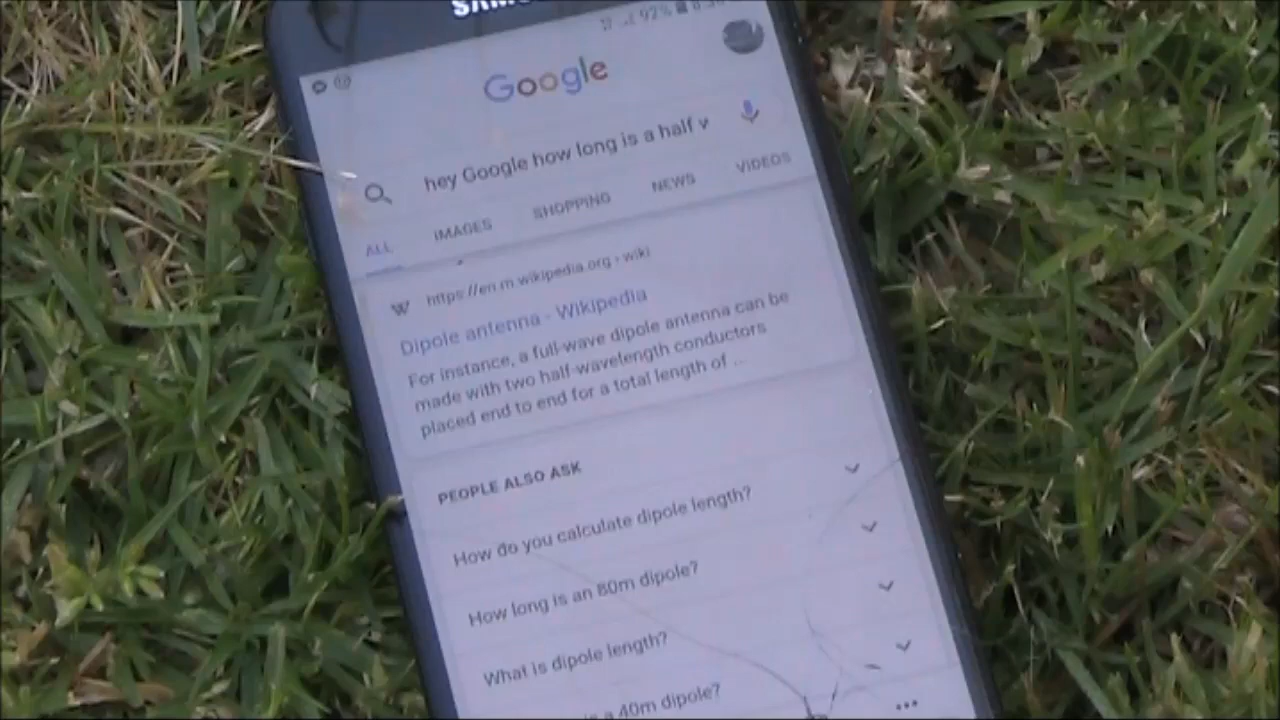 92%
Google
hey Google how long is a half
ALL IMAGES SHOPPING NEWS VIDEOS
W https://en.m.wikipedia.org › wiki
Dipole antenna - Wikipedia
For instance, a full-wave dipole antenna can be
made with two half-wavelength conductors
placed end to end for a total length of ...
PEOPLE ALSO ASK
How do you calculate dipole length?
How long is an 80m dipole?
What is dipole length?
a 40m dipole?